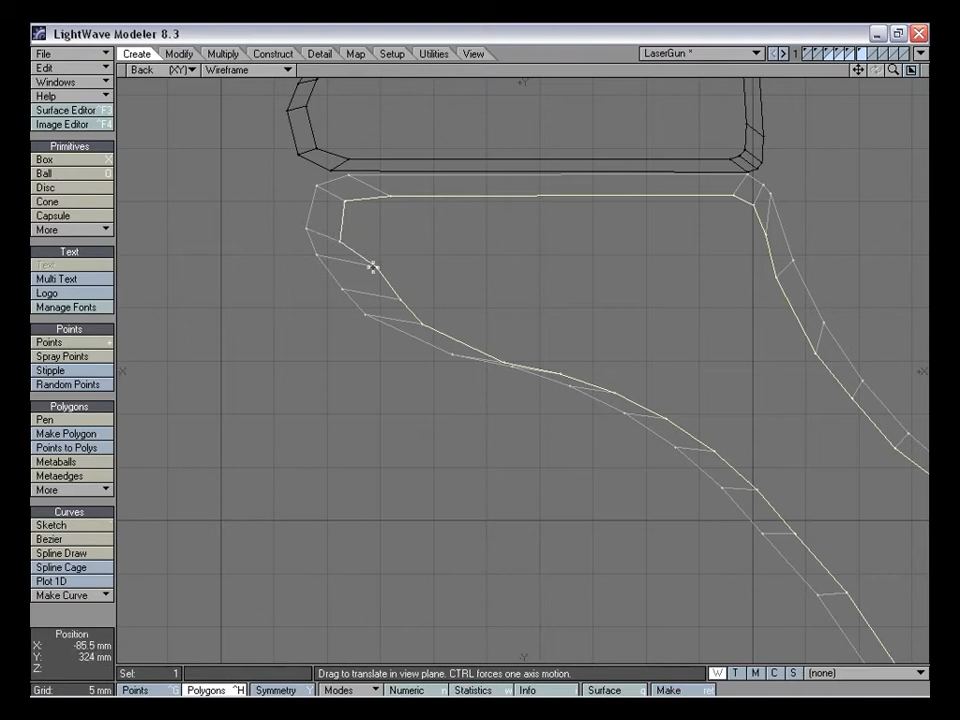 LightWave Modeler 8.3
File Create Modify Multiply Construct Detail Map Setup Utilities View LaserGun * 1
Edit Back (XY) Wireframe
Windows
Help
Surface Editor F3
Image Editor ^F4
Primitives
Box X
Ball O
Disc
Cone
Capsule
More
Text
Text
Multi Text
Logo
Manage Fonts
Points
Points +
Spray Points
Stipple
Random Points
Polygons
Pen
Make Polygon
Points to Polys
Metaballs
Metaedges
More
Curves
Sketch
Bezier
Spline Draw
Spline Cage
Plot 1D
Make Curve
Position
X: -85.5 mm
Y: 324 mm
Z:
Sel: 1 Drag to translate in view plane. CTRL forces one axis motion. W T M C S (none)
Grid: 5 mm Points ^G Polygons ^H Symmetry Y Modes Numeric n Statistics w Info i Surface q Make ret
+Y
-Y
-X
+X